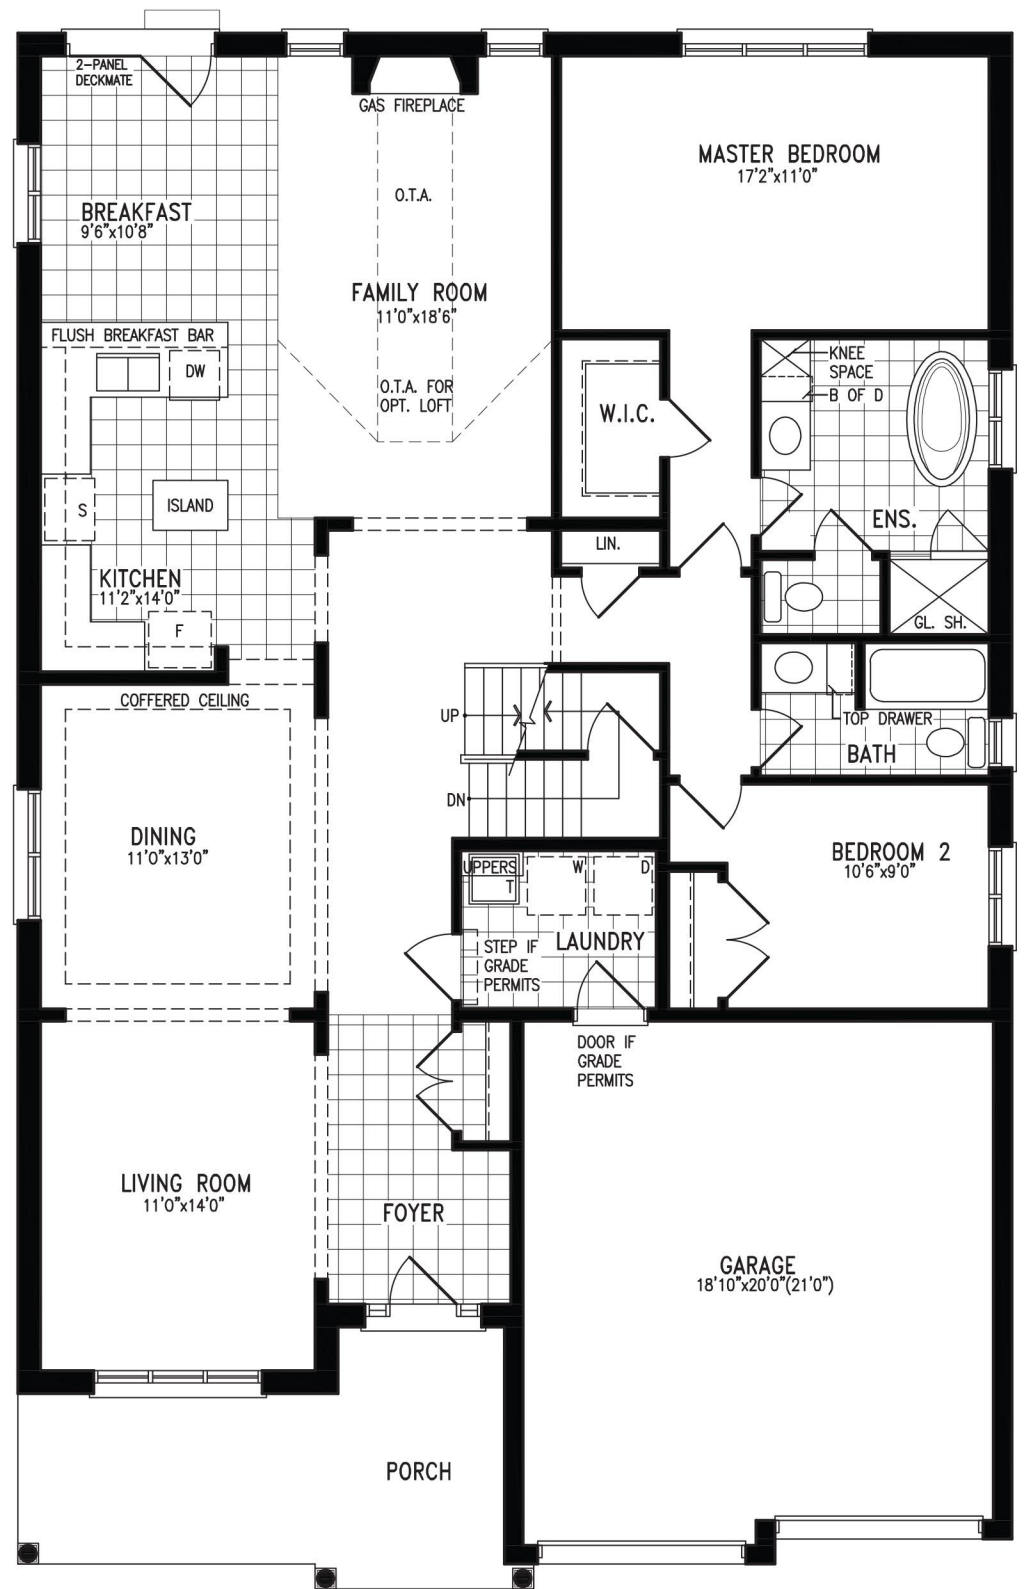 2-PANEL
DECKMATE
GAS FIREPLACE
MASTER BEDROOM
17'2"x11'0"
O.T.A.
BREAKFAST
9'6"x10'8"
FAMILY ROOM
11'0"x18'6"
FLUSH BREAKFAST BAR
DW
KNEE
SPACE
B OF D
O.T.A. FOR
OPT. LOFT
W.I.C.
S
ISLAND
ENS.
LIN.
KITCHEN
11'2"x14'0"
F
GL. SH.
COFFERED CEILING
UP
TOP DRAWER
BATH
DN
DINING
11'0"x13'0"
BEDROOM 2
10'6"x9'0"
UPPERS
T
W
D
LAUNDRY
STEP IF
GRADE
PERMITS
DOOR IF
GRADE
PERMITS
LIVING ROOM
11'0"x14'0"
FOYER
GARAGE
18'10"x20'0"(21'0")
PORCH